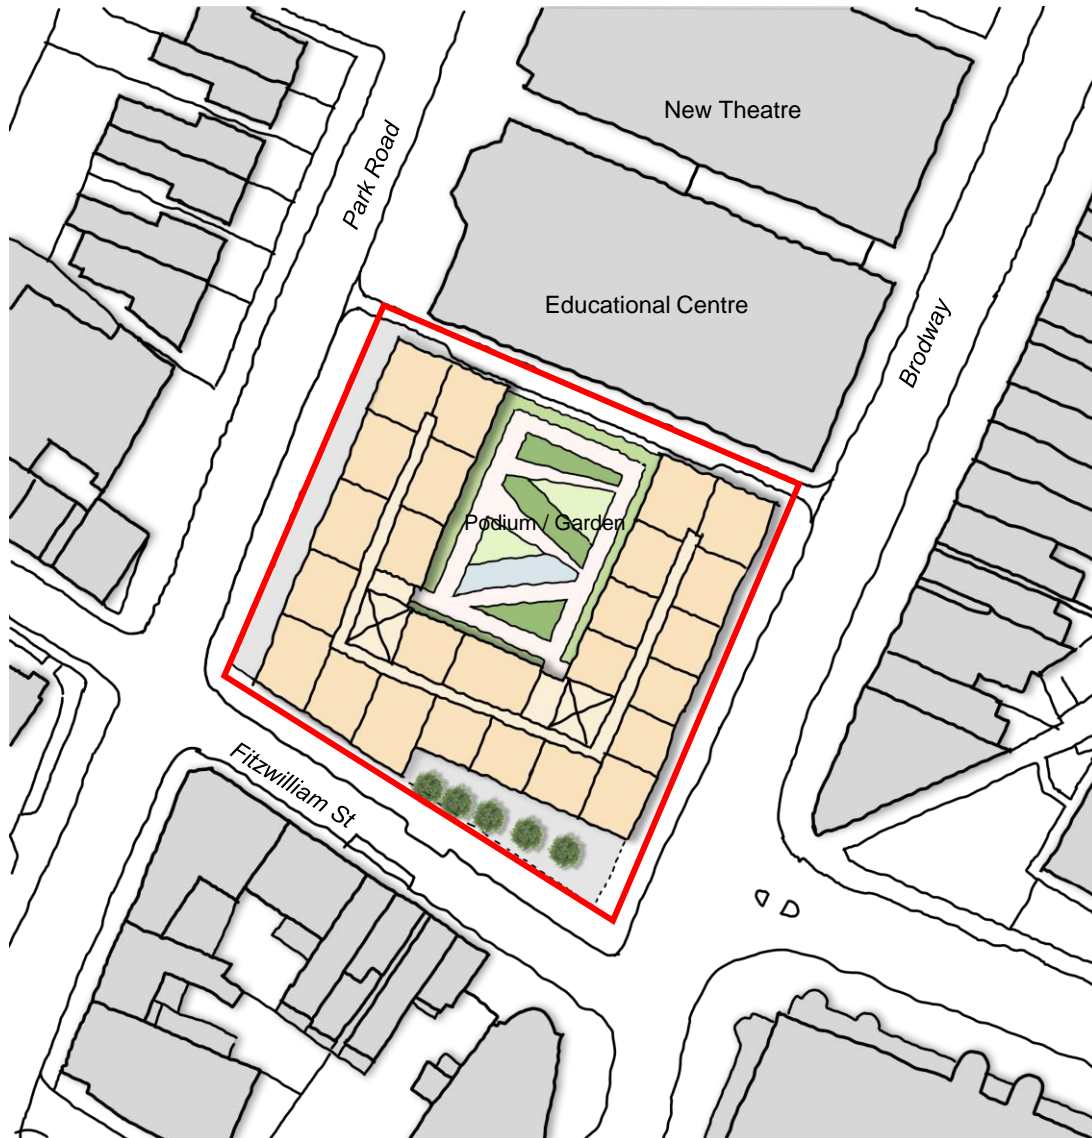 New Theatre
Park Road
Educational Centre
Brodway
Podium / Garden
Fitzwilliam St